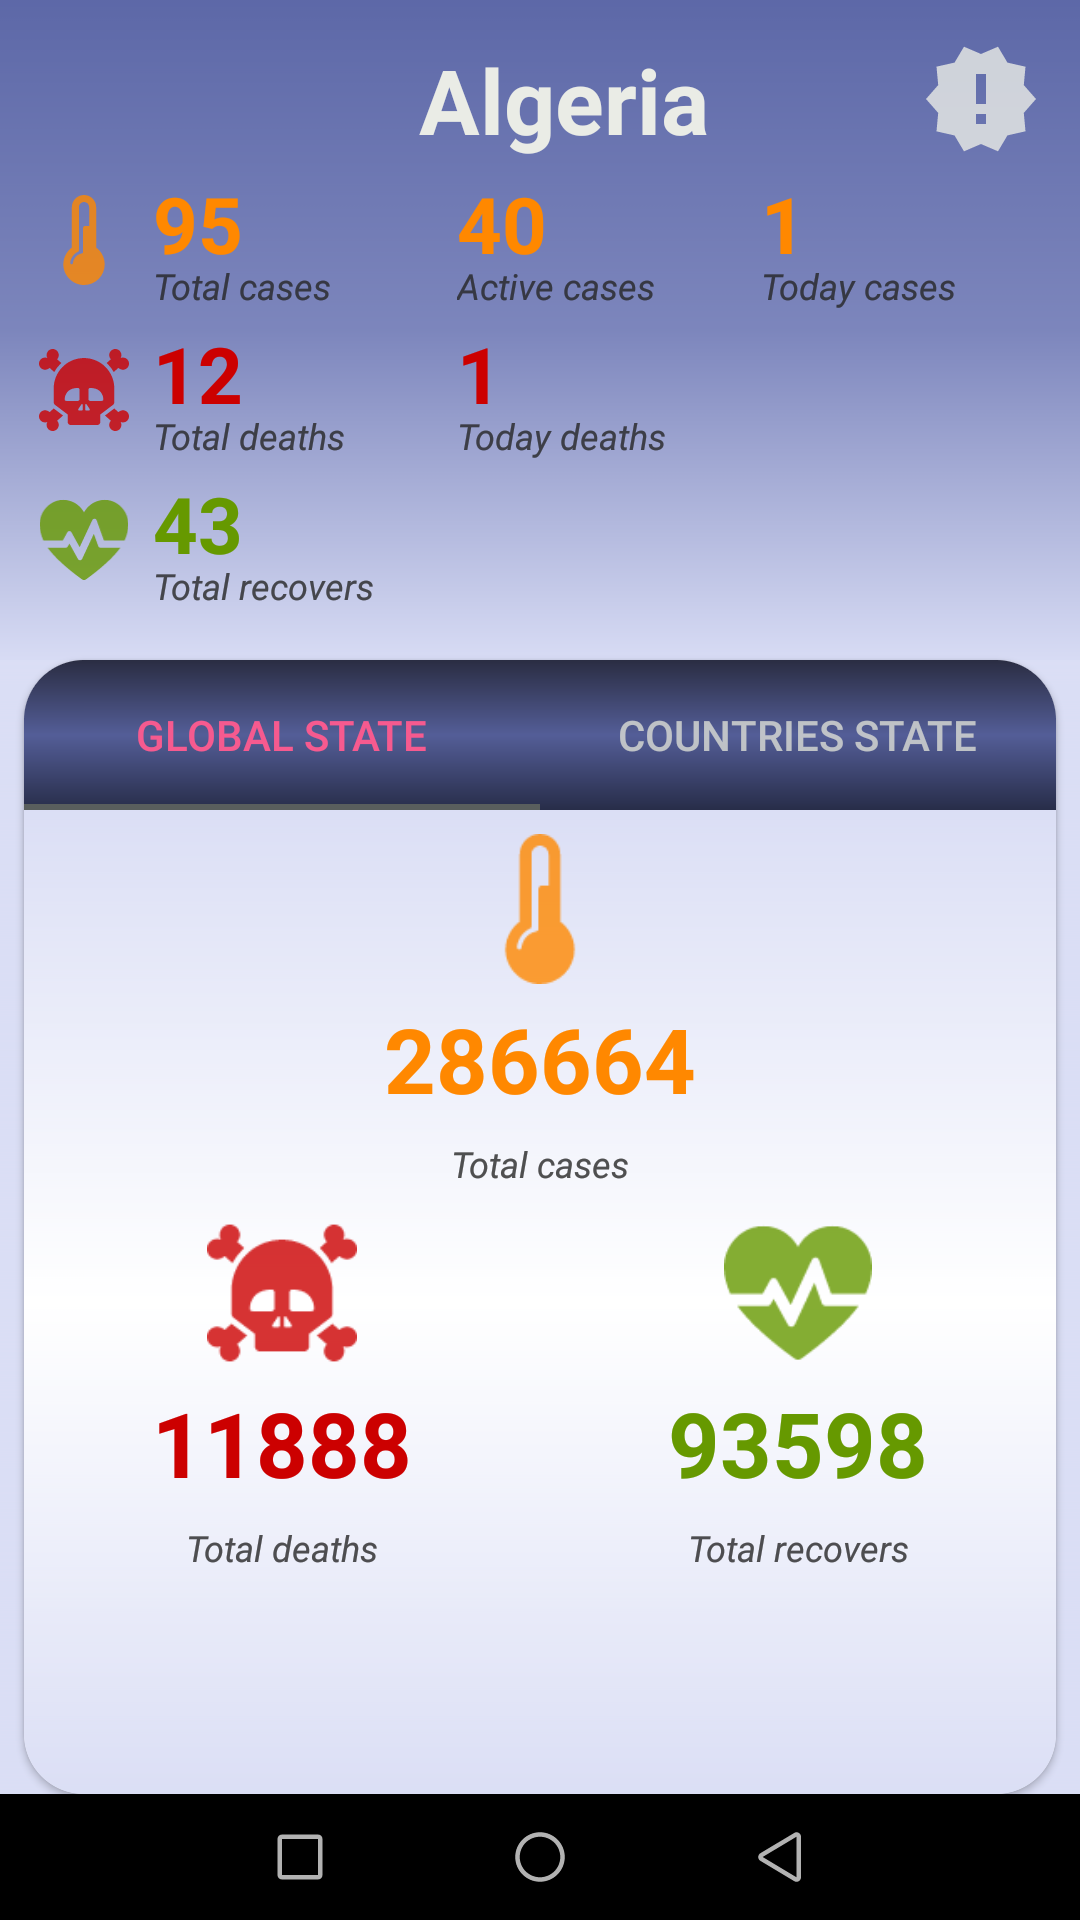 Algeria
95 40 1
Total cases Active cases Today cases
12 1
Total deaths Today deaths
43
Total recovers
GLOBAL STATE COUNTRIES STATE
286664
Total cases
11888 93598
Total deaths Total recovers